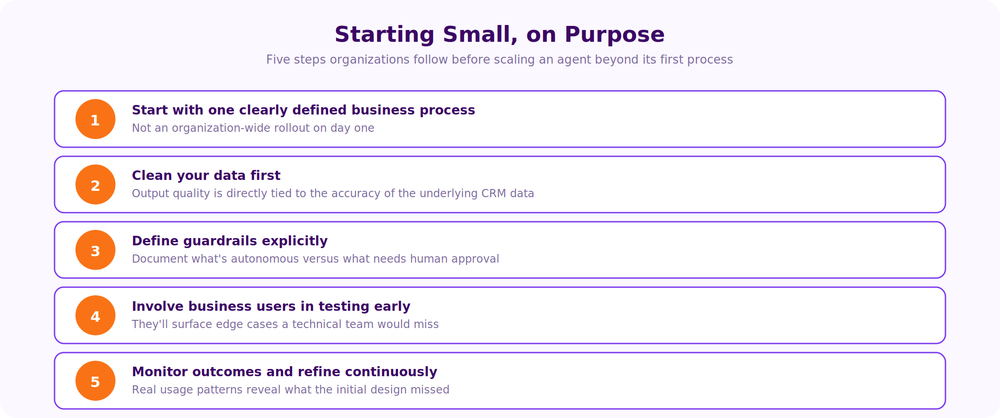 Starting Small, on Purpose
Five steps organizations follow before scaling an agent beyond its first process
1
Start with one clearly defined business process
Not an organization-wide rollout on day one
2
Clean your data first
Output quality is directly tied to the accuracy of the underlying CRM data
3
Define guardrails explicitly
Document what's autonomous versus what needs human approval
4
Involve business users in testing early
They'll surface edge cases a technical team would miss
5
Monitor outcomes and refine continuously
Real usage patterns reveal what the initial design missed